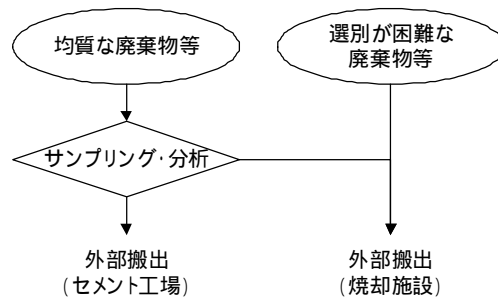 均質な廃棄物等
選別が困難な
廃棄物等
サンプリング・分析
外部搬出
(セメント工場)
外部搬出
(焼却施設)